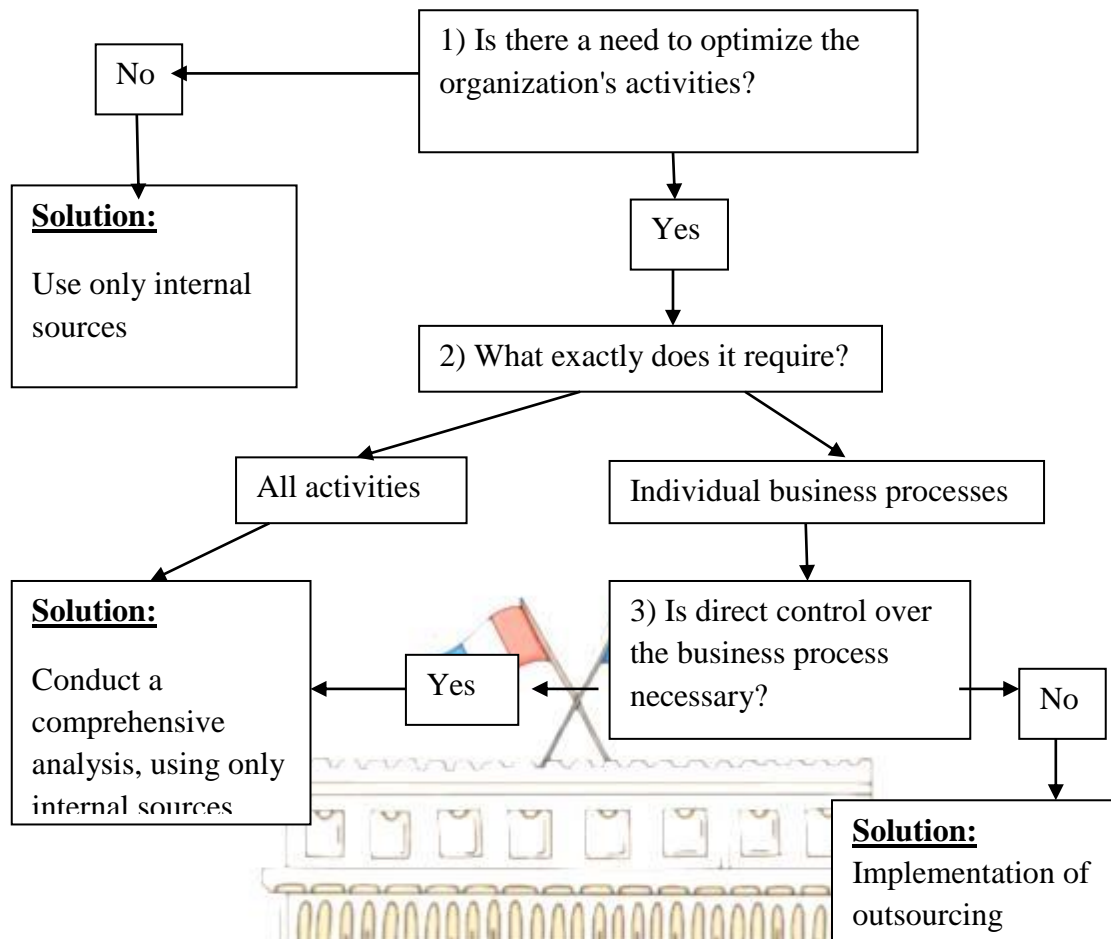 1) Is there a need to optimize the
organization's activities?
No
Solution:
Use only internal
sources
Yes
2) What exactly does it require?
All activities
Individual business processes
Solution:
Conduct a
comprehensive
analysis, using only
internal sources
Yes
3) Is direct control over
the business process
necessary?
No
Solution:
Implementation of
outsourcing